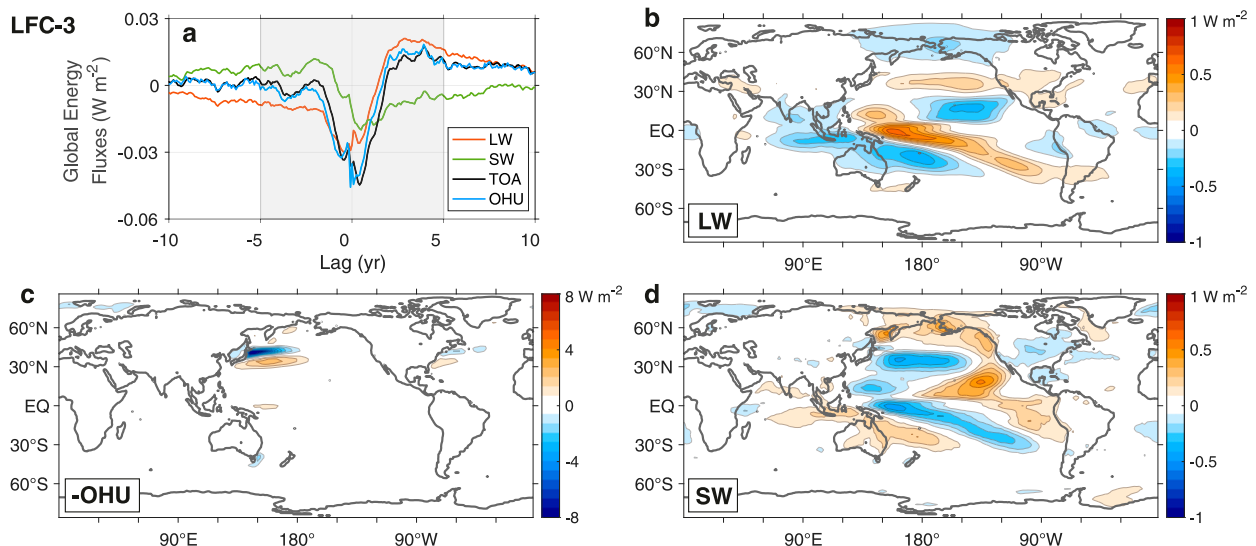 LFC-3
a
0.03
0
-0.03
-0.06
Global Energy
Fluxes (W m-2)
LW
SW
TOA
OHU
-10
-5
0
5
10
Lag (yr)
b
60°N
30°N
EQ
30°S
60°S
LW
90°E
180°
90°W
1 W m-2
0.5
0
-0.5
-1
c
60°N
30°N
EQ
30°S
60°S
-OHU
90°E
180°
90°W
8 W m-2
4
0
-4
-8
d
60°N
30°N
EQ
30°S
60°S
SW
90°E
180°
90°W
1 W m-2
0.5
0
-0.5
-1